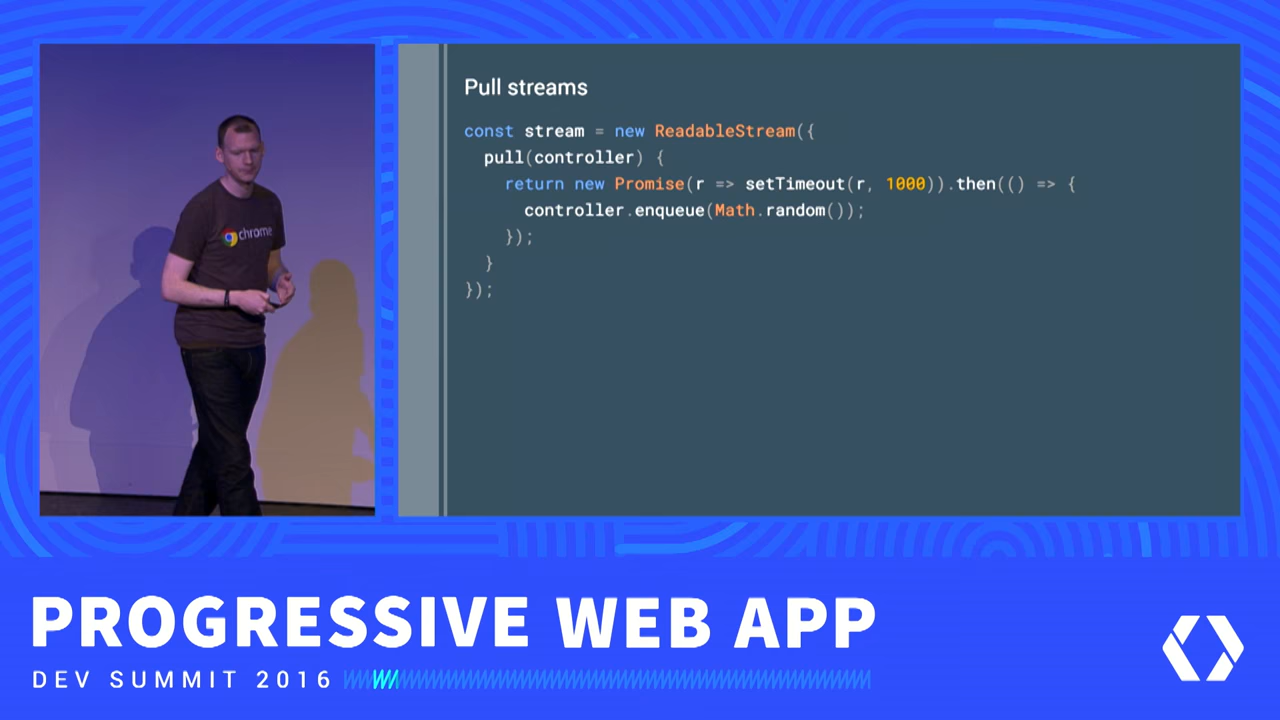 chrome
Pull streams
const stream = new ReadableStream({
  pull(controller) {
    return new Promise(r => setTimeout(r, 1000)).then(() => {
      controller.enqueue(Math.random());
    });
  }
});
PROGRESSIVE WEB APP
DEV SUMMIT 2016